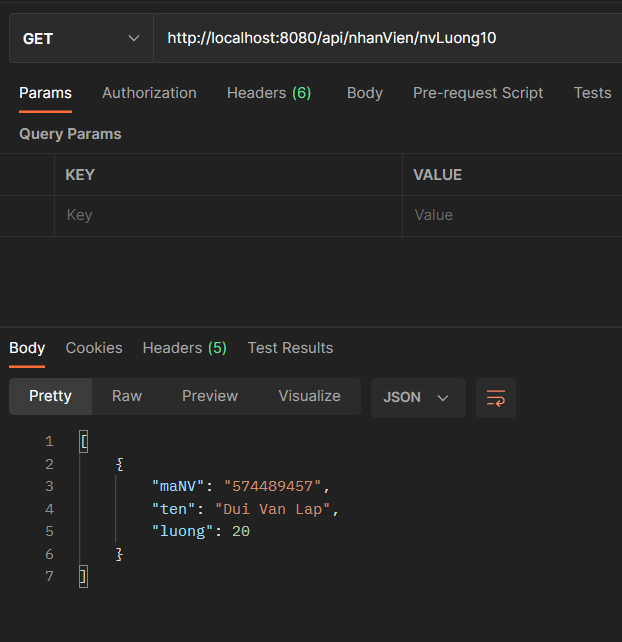 GET http://localhost:8080/api/nhanVien/nvLuong10
Params Authorization Headers (6) Body Pre-request Script Tests
Query Params
KEY VALUE
Key Value
Body Cookies Headers (5) Test Results
Pretty Raw Preview Visualize JSON
1 [
2 {
3 "maNV": "574489457",
4 "ten": "Dui Van Lap",
5 "luong": 20
6 }
7 ]